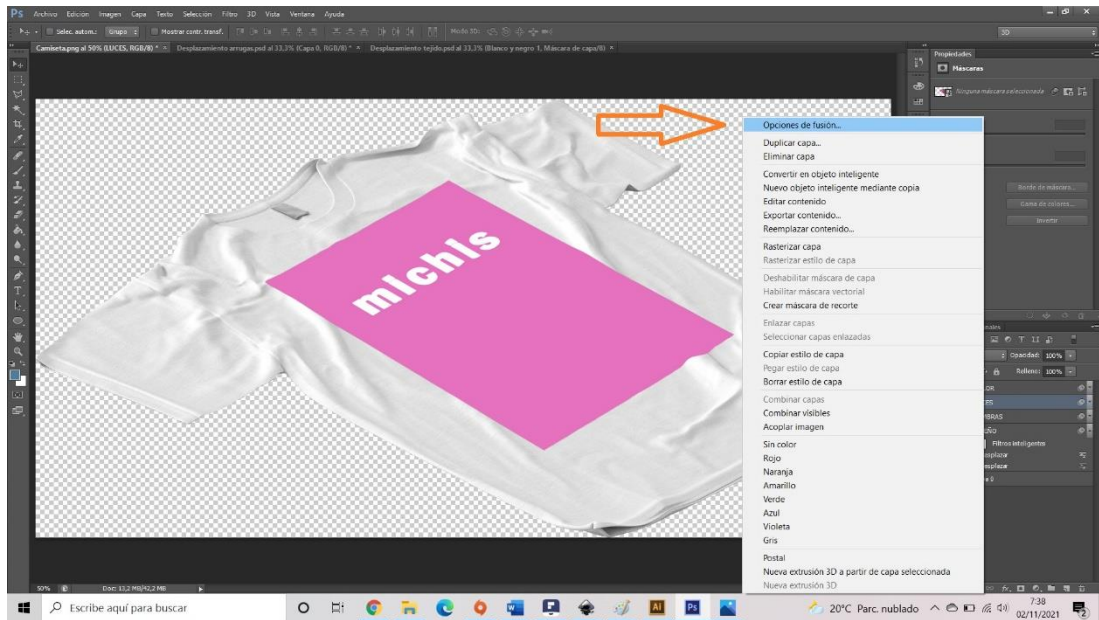 Ps Archivo Edición Imagen Capa Texto Selección Filtro 3D Vista Ventana Ayuda
Selec. autom.: Grupo Mostrar contr. transf. Modo 3D: 3D
Camiseta.png al 50% (LUCES, RGB/8) * × Desplazamiento arrugas.psd al 33,3% (Capa 0, RGB/8) * × Desplazamiento tejido.psd al 33,3% (Blanco y negro 1, Máscara de capa/8) ×
Propiedades
Máscaras
Ninguna máscara seleccionada
Borde de máscara...
Gama de colores...
Invertir
Opciones de fusión...
Duplicar capa...
Eliminar capa
Convertir en objeto inteligente
Nuevo objeto inteligente mediante copia
Editar contenido
Exportar contenido...
Reemplazar contenido...
Rasterizar capa
Rasterizar estilo de capa
Deshabilitar máscara de capa
Habilitar máscara vectorial
Crear máscara de recorte
Enlazar capas
Seleccionar capas enlazadas
Copiar estilo de capa
Pegar estilo de capa
Borrar estilo de capa
Combinar capas
Combinar visibles
Acoplar imagen
Sin color
Rojo
Naranja
Amarillo
Verde
Azul
Violeta
Gris
Postal
Nueva extrusión 3D a partir de capa seleccionada
Nueva extrusión 3D
Opacidad: 100%
Relleno: 100%
Filtros inteligentes
michis
50% Doc: 13,2 MB/42,2 MB
Escribe aquí para buscar
Ai Ps
20°C Parc. nublado
7:38
02/11/2021
2